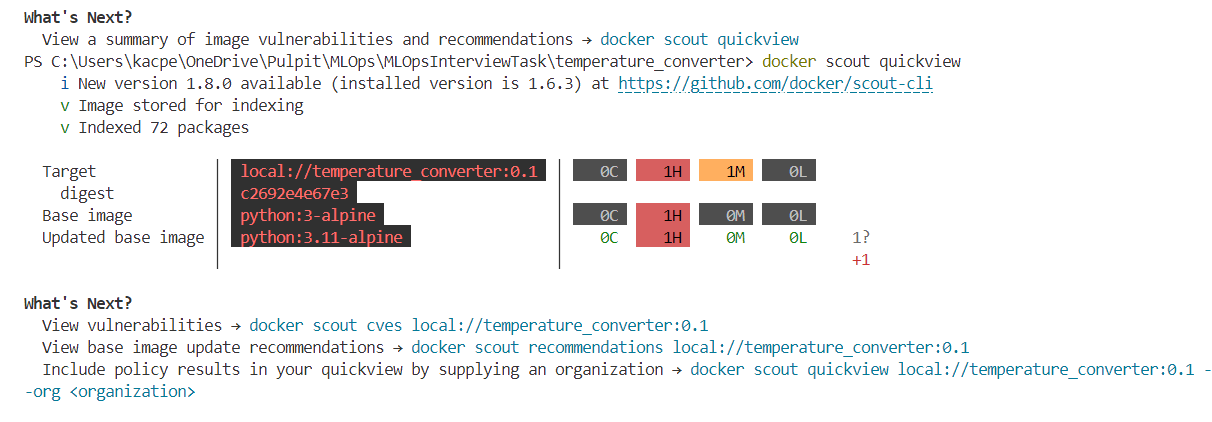 What's Next?
View a summary of image vulnerabilities and recommendations → docker scout quickview
PS C:\Users\kacpe\OneDrive\Pulpit\MLOps\MLOpsInterviewTask\temperature_converter> docker scout quickview
i New version 1.8.0 available (installed version is 1.6.3) at https://github.com/docker/scout-cli
v Image stored for indexing
v Indexed 72 packages
Target │ local://temperature_converter:0.1 │ 0C 1H 1M 0L
digest │ c2692e4e67e3 │
Base image │ python:3-alpine │ 0C 1H 0M 0L
Updated base image │ python:3.11-alpine │ 0C 1H 0M 0L 1?
│ │ +1
What's Next?
View vulnerabilities → docker scout cves local://temperature_converter:0.1
View base image update recommendations → docker scout recommendations local://temperature_converter:0.1
Include policy results in your quickview by supplying an organization → docker scout quickview local://temperature_converter:0.1 -
-org <organization>